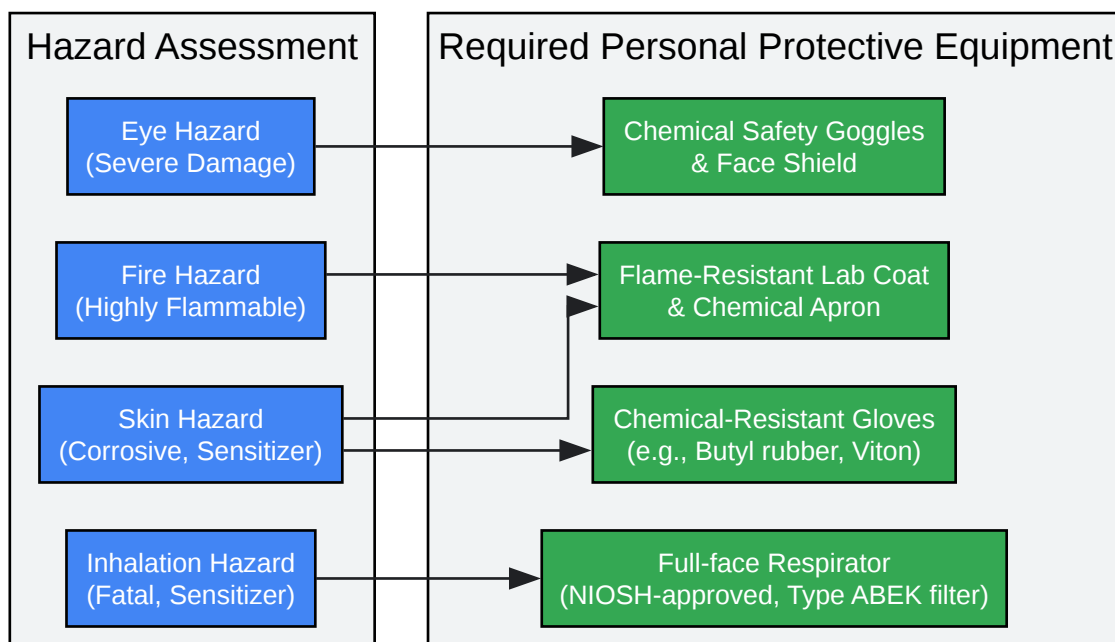 Hazard Assessment
Required Personal Protective Equipment
Eye Hazard
(Severe Damage)
Chemical Safety Goggles
& Face Shield
Fire Hazard
(Highly Flammable)
Flame-Resistant Lab Coat
& Chemical Apron
Skin Hazard
(Corrosive, Sensitizer)
Chemical-Resistant Gloves
(e.g., Butyl rubber, Viton)
Inhalation Hazard
(Fatal, Sensitizer)
Full-face Respirator
(NIOSH-approved, Type ABEK filter)